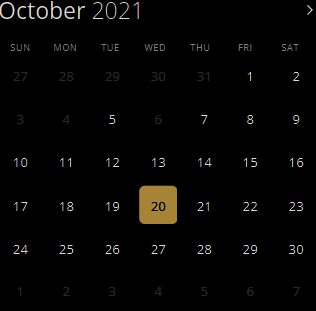 October 2021
SUN MON TUE WED THU FRI SAT
27 28 29 30 31 1 2
3 4 5 6 7 8 9
10 11 12 13 14 15 16
17 18 19 20 21 22 23
24 25 26 27 28 29 30
1 2 3 4 5 6 7